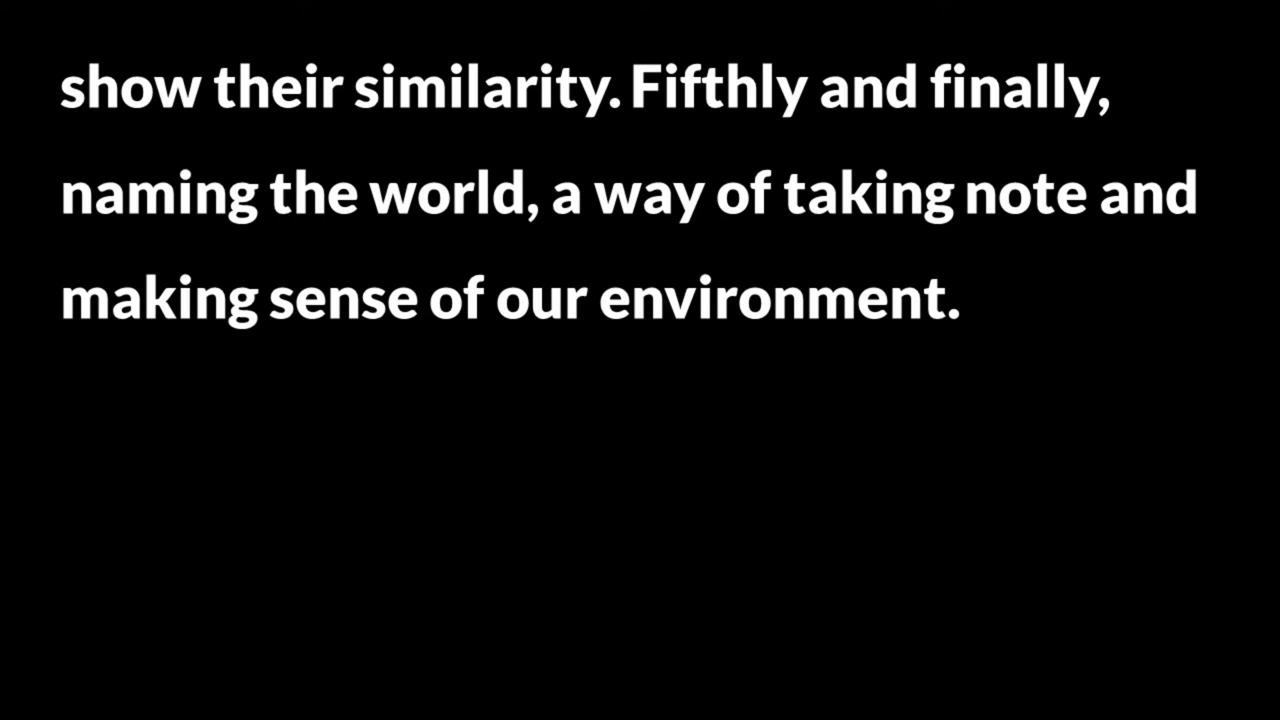 show their similarity. Fifthly and finally,
naming the world, a way of taking note and
making sense of our environment.